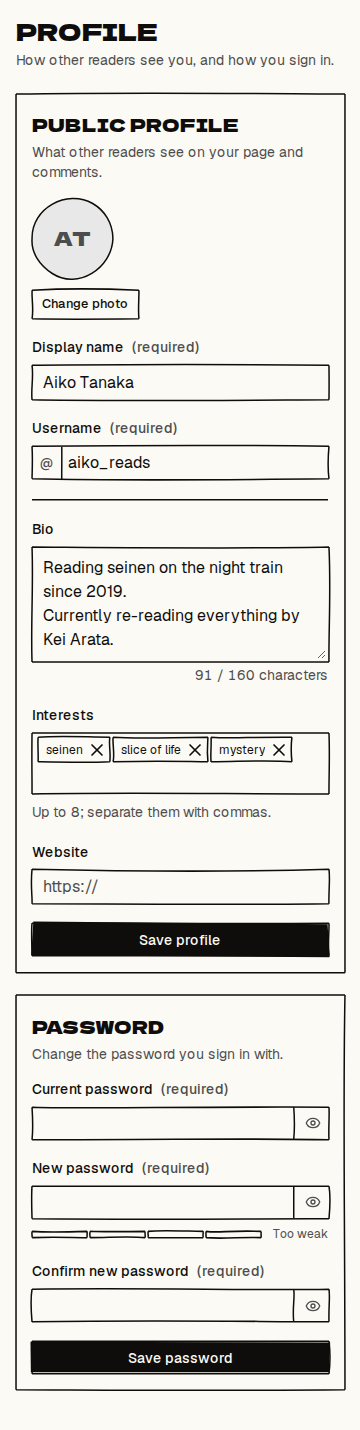 PROFILE
How other readers see you, and how you sign in.
PUBLIC PROFILE
What other readers see on your page and
comments.
AT
Change photo
Display name (required)
Aiko Tanaka
Username (required)
@ aiko_reads
Bio
Reading seinen on the night train
since 2019.
Currently re-reading everything by
Kei Arata.
91 / 160 characters
Interests
seinen slice of life mystery
Up to 8; separate them with commas.
Website
https://
Save profile
PASSWORD
Change the password you sign in with.
Current password (required)
New password (required)
Too weak
Confirm new password (required)
Save password